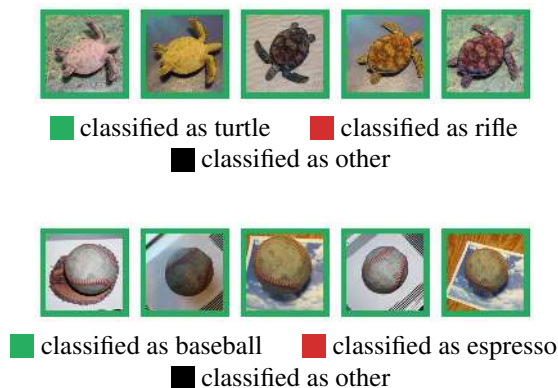 classified as turtle classified as rifle
classified as other
classified as baseball classified as espresso
classified as other